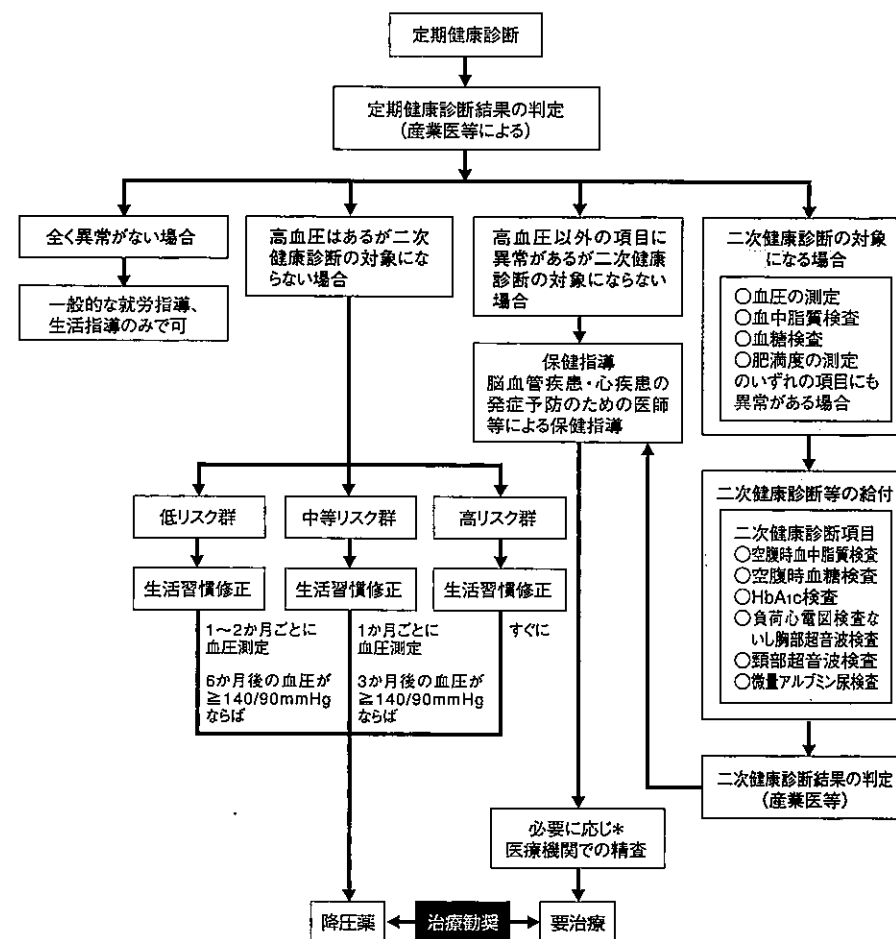 定期健康診断
定期健康診断結果の判定
(産業医等による)
全く異常がない場合
一般的な就労指導、
生活指導のみで可
高血圧はあるが二次
健康診断の対象にな
らない場合
高血圧以外の項目に
異常があるが二次健康
診断の対象にならない
場合
保健指導
脳血管疾患・心疾患の
発症予防のための医師
等による保健指導
二次健康診断の対象
になる場合
○血圧の測定
○血中脂質検査
○血糖検査
○肥満度の測定
のいずれの項目にも
異常がある場合
低リスク群
中等リスク群
高リスク群
生活習慣修正
生活習慣修正
生活習慣修正
1～2か月ごとに
血圧測定
6か月後の血圧が
≧140/90mmHg
ならば
1か月ごとに
血圧測定
3か月後の血圧が
≧140/90mmHg
ならば
すぐに
二次健康診断等の給付
二次健康診断項目
○空腹時血中脂質検査
○空腹時血糖検査
○HbA1c検査
○負荷心電図検査な
いし胸部超音波検査
○頸部超音波検査
○微量アルブミン尿検査
二次健康診断結果の判定
(産業医等)
必要に応じ*
医療機関での精査
降圧薬
治療勧奨
要治療